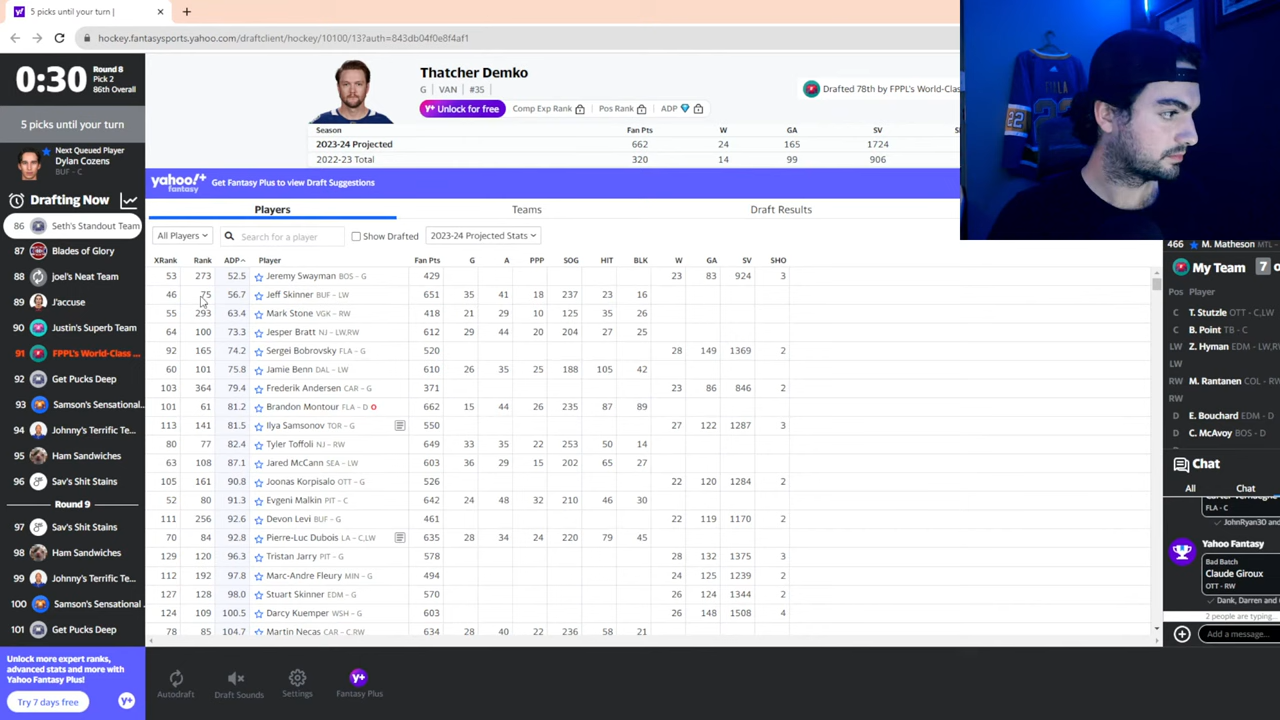 5 picks until your turn |
hockey.fantasysports.yahoo.com/draftclient/hockey/10100/13?auth=843db04f0e8f4af1
0:30
Round 8
Pick 2
86th Overall
5 picks until your turn
Next Queued Player
Dylan Cozens
BUF - C
Drafting Now
86 Seth's Standout Team
87 Blades of Glory
88 Joel's Neat Team
89 J'accuse
90 Justin's Superb Team
91 FPPL's World-Class ...
92 Get Pucks Deep
93 Samson's Sensational
94 Johnny's Terrific Te...
95 Ham Sandwiches
96 Sav's Shit Stains
Round 9
97 Sav's Shit Stains
98 Ham Sandwiches
99 Johnny's Terrific Te...
100 Samson's Sensational .
101 Get Pucks Deep
Unlock more expert ranks,
advanced stats and more with
Yahoo Fantasy Plus!
Try 7 days free
Y+
Thatcher Demko
G | VAN | #35
Y+ Unlock for free Comp Exp Rank Pos Rank ADP
Drafted 78th by FPPL's World-Clas
Season Fan Pts W GA SV
2023-24 Projected 662 24 165 1724
2022-23 Total 320 14 99 906
yahoo!+ fantasy Get Fantasy Plus to view Draft Suggestions
Players Teams Draft Results
All Players Search for a player Show Drafted 2023-24 Projected Stats
XRank Rank ADP Player Fan Pts G A PPP SOG HIT BLK W GA SV SHO
53 273 52.5 Jeremy Swayman BOS - G 429 23 83 924 3
46 75 56.7 Jeff Skinner BUF - LW 651 35 41 18 237 23 16
55 293 63.4 Mark Stone VGK - RW 418 21 29 10 125 35 26
64 100 73.3 Jesper Bratt NJ - LW,RW 612 29 44 20 204 27 25
92 165 74.2 Sergei Bobrovsky FLA - G 520 28 149 1369 2
60 101 75.8 Jamie Benn DAL - LW 610 26 35 25 188 105 42
103 364 79.4 Frederik Andersen CAR - G 371 23 86 846 2
101 61 81.2 Brandon Montour FLA - D O 662 15 44 26 235 87 89
113 141 81.5 Ilya Samsonov TOR - G 550 27 122 1287 3
80 77 82.4 Tyler Toffoli NJ - RW 649 33 35 22 253 50 14
63 108 87.1 Jared McCann SEA - LW 603 36 29 15 202 65 27
105 161 90.8 Joonas Korpisalo OTT - G 526 22 120 1284 2
52 80 91.3 Evgeni Malkin PIT - C 642 24 48 32 210 46 30
111 256 92.6 Devon Levi BUF - G 461 22 119 1170 2
70 84 92.8 Pierre-Luc Dubois LA - C,LW 635 28 34 24 220 79 45
129 120 96.3 Tristan Jarry PIT - G 578 28 132 1375 3
112 192 97.8 Marc-Andre Fleury MIN - G 494 24 125 1239 2
127 128 98.0 Stuart Skinner EDM - G 570 26 124 1344 2
124 109 100.5 Darcy Kuemper WSH - G 603 26 148 1508 4
78 85 104.7 Martin Necas CAR - C,RW 634 28 40 22 236 58 21
Autodraft
Draft Sounds
Settings
Fantasy Plus
466 M. Matheson MTL -
My Team 7
Pos Player
C T. Stutzle OTT - C,LW
C B. Point TB - C
LW Z. Hyman EDM - LW,R
LW
RW M. Rantanen COL - R
RW
D E. Bouchard EDM - D
D C. McAvoy BOS - D
Chat
All Chat
FLA - C
JohnRyan30 and
Yahoo Fantasy
Bad Batch
Claude Giroux
OTT - RW
Dank, Darren and
2 people are typing...
Add a message...